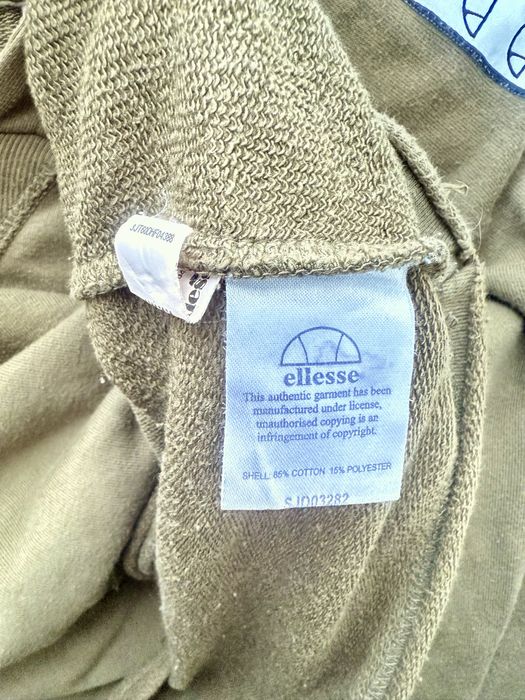 ellesse
This authentic garment has been
manufactured under license,
unauthorised copying is an
infringement of copyright.
SHELL: 85% COTTON 15% POLYESTER